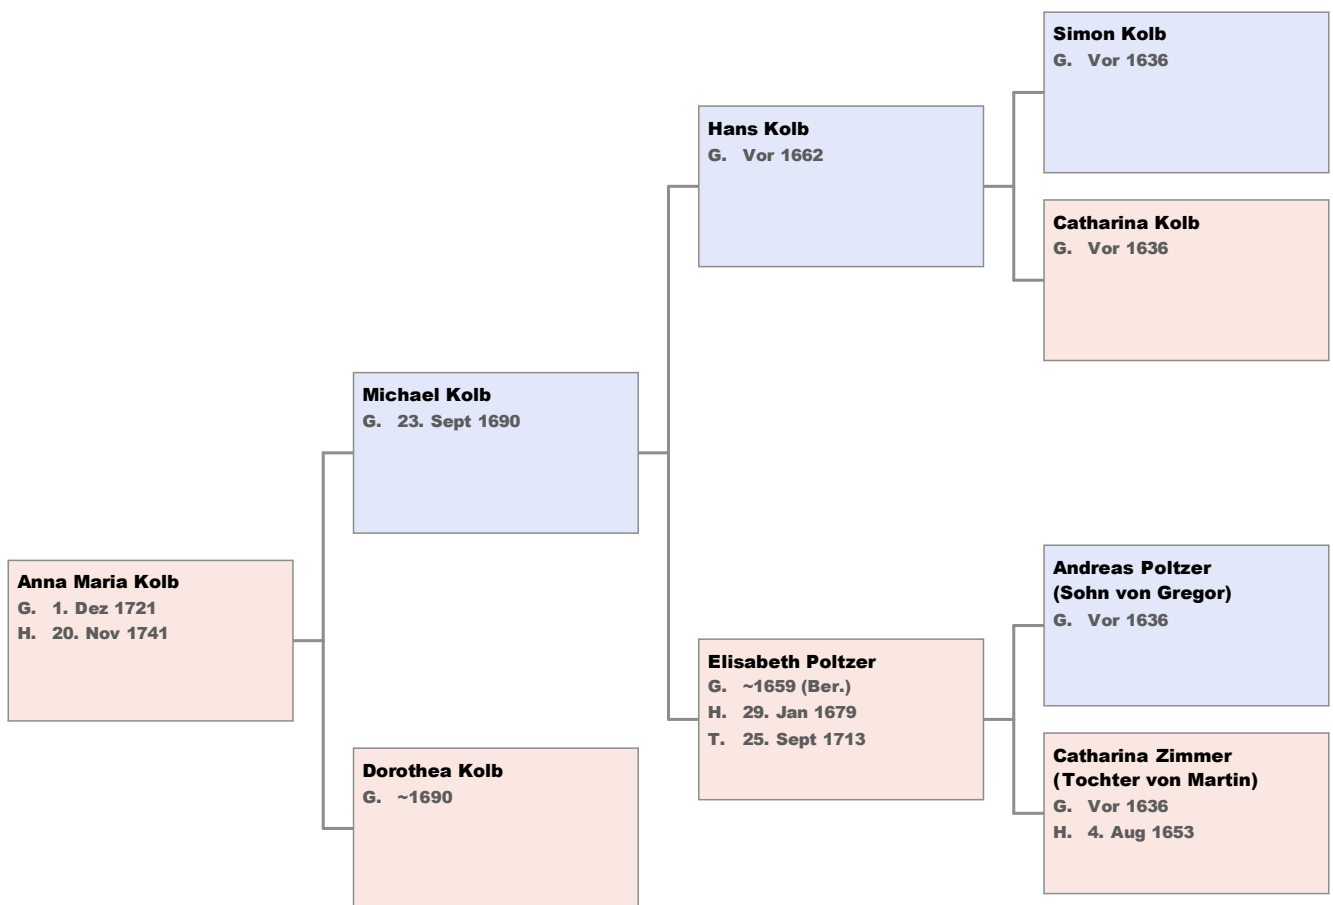 Simon Kolb
G. Vor 1636
Hans Kolb
G. Vor 1662
Catharina Kolb
G. Vor 1636
Michael Kolb
G. 23. Sept 1690
Anna Maria Kolb
G. 1. Dez 1721
H. 20. Nov 1741
Andreas Poltzer
(Sohn von Gregor)
G. Vor 1636
Elisabeth Poltzer
G. ~1659 (Ber.)
H. 29. Jan 1679
T. 25. Sept 1713
Catharina Zimmer
(Tochter von Martin)
G. Vor 1636
H. 4. Aug 1653
Dorothea Kolb
G. ~1690